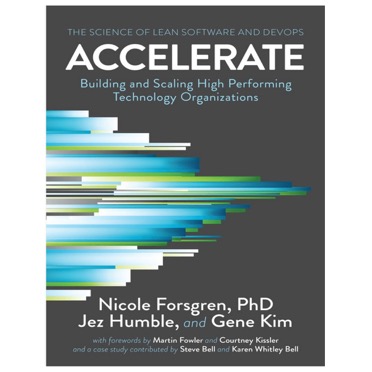 THE SCIENCE OF LEAN SOFTWARE AND DEVOPS
ACCELERATE
Building and Scaling High Performing
Technology Organizations
Nicole Forsgren, PhD
Jez Humble, and Gene Kim
with forewords by Martin Fowler and Courtney Kissler
and a case study contributed by Steve Bell and Karen Whitley Bell